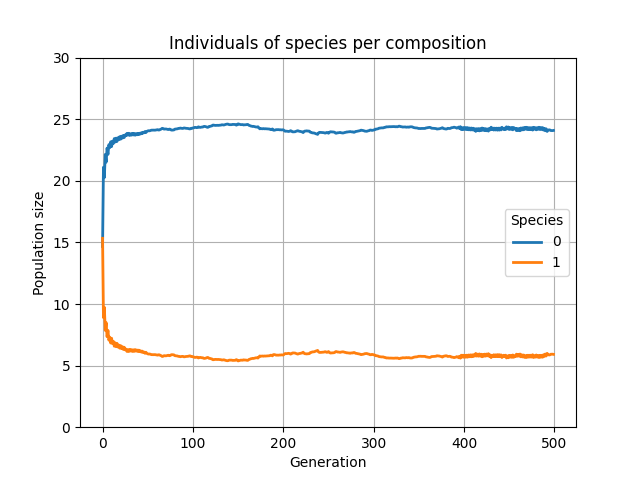 Individuals of species per composition
30
25
20
15
10
5
0
Population size
Species
0
1
0 100 200 300 400 500
Generation